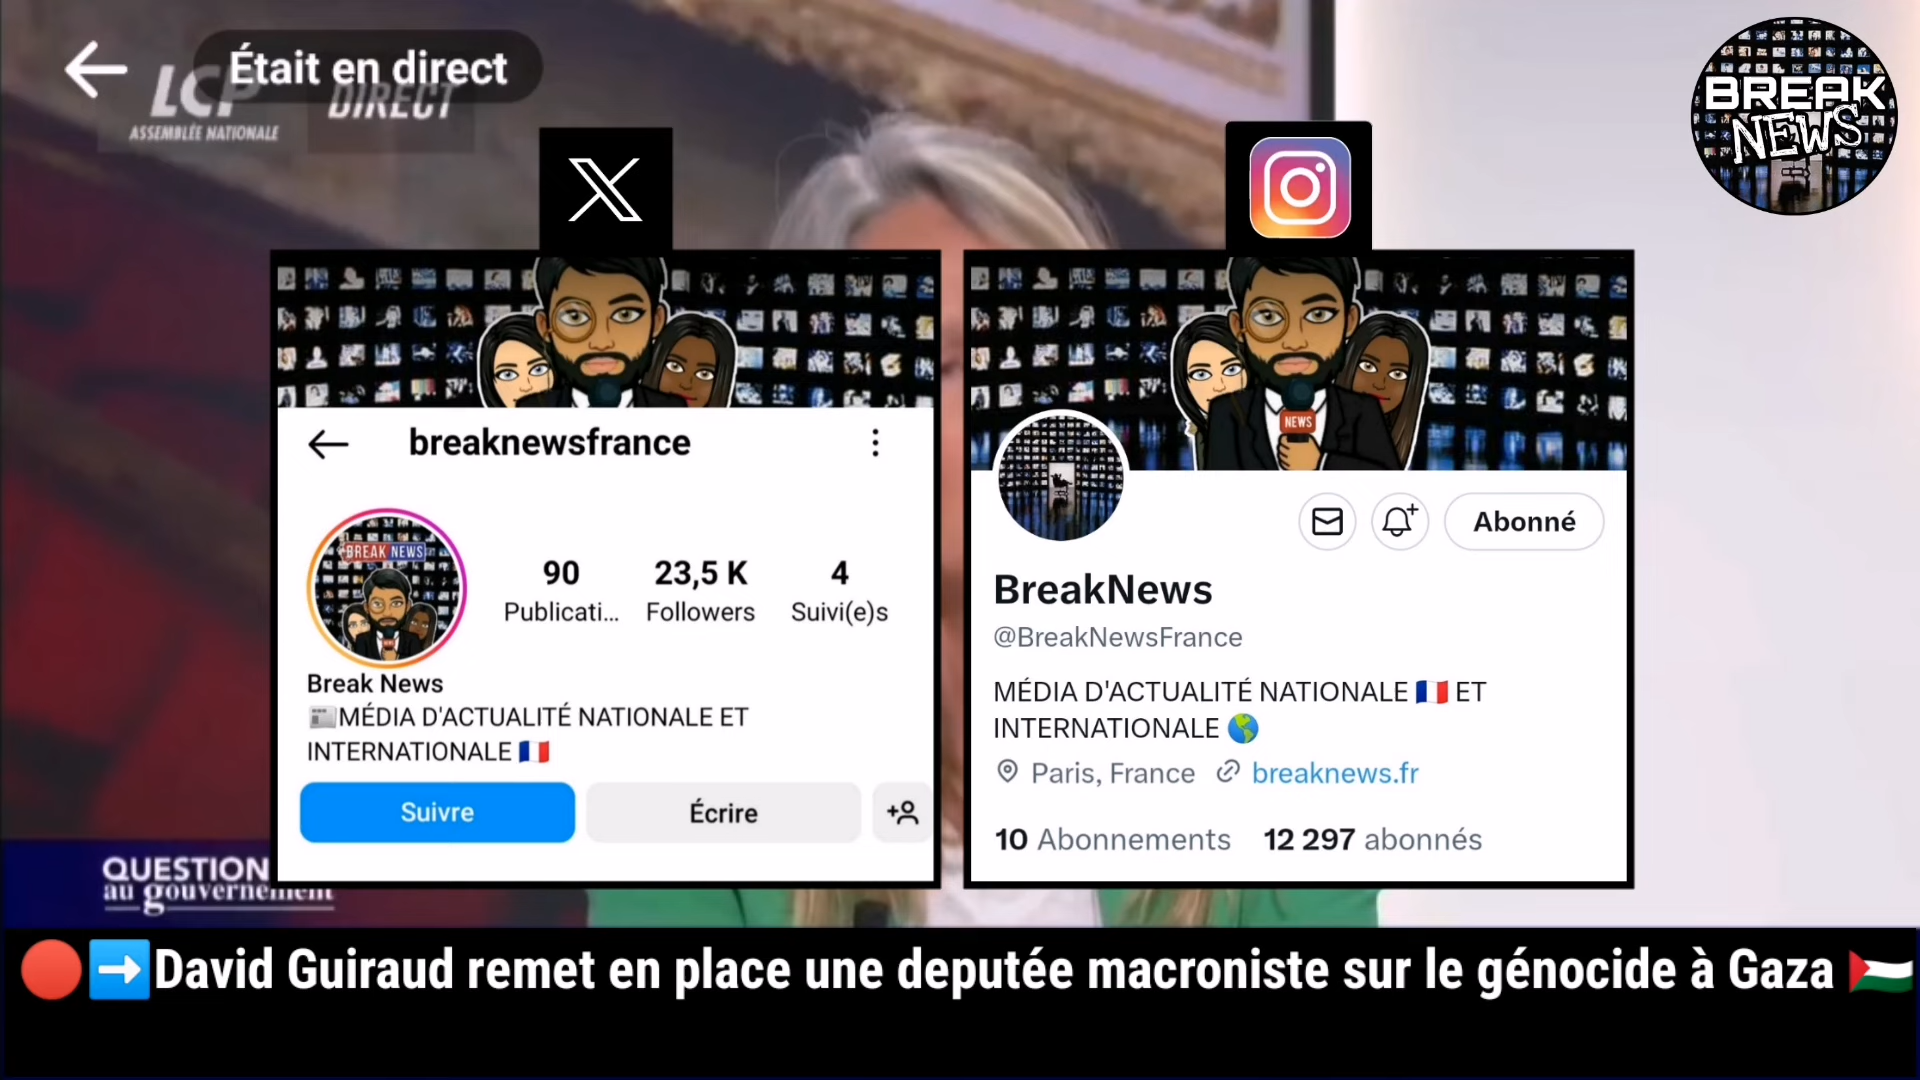 Était en direct
LCP
DIRECT
ASSEMBLÉE NATIONALE
BREAK
NEWS
X
NEWS
breaknewsfrance
BREAK NEWS
90
23,5 K
4
Publicati...
Followers
Suivi(e)s
Break News
📰MÉDIA D'ACTUALITÉ NATIONALE ET
INTERNATIONALE 🇫🇷
Suivre
Écrire
Abonné
BreakNews
@BreakNewsFrance
MÉDIA D'ACTUALITÉ NATIONALE 🇫🇷 ET
INTERNATIONALE 🌎
Paris, France breaknews.fr
10 Abonnements 12 297 abonnés
QUESTION
au gouvernement
🔴➡️David Guiraud remet en place une deputée macroniste sur le génocide à Gaza 🇵🇸